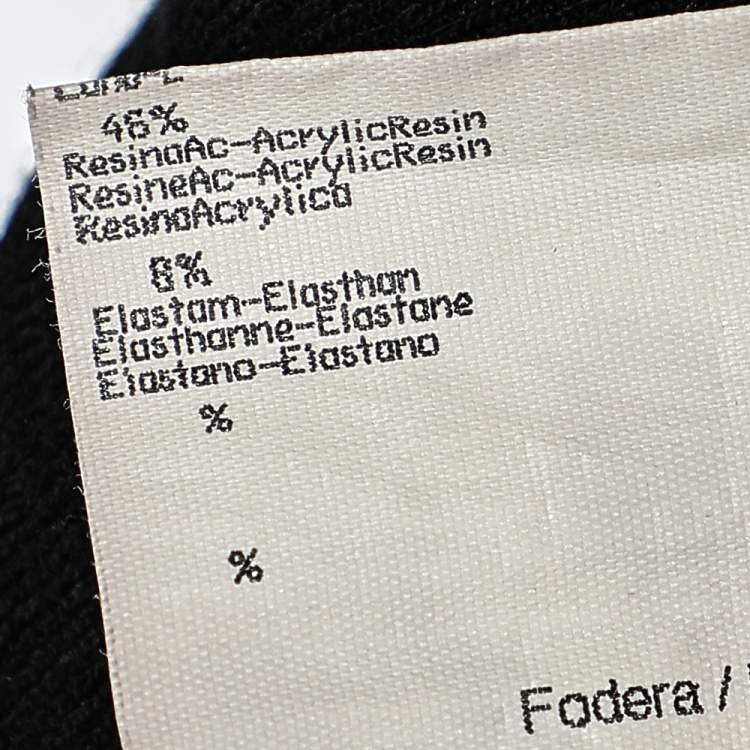 46%
ResinaAc-AcrylicResin
ResineAc-AcrylicResin
ResinaAcrylica
8%
Elastam-Elasthan
Elasthanne-Elastane
Elastano-Elastano
%
%
Fodera /